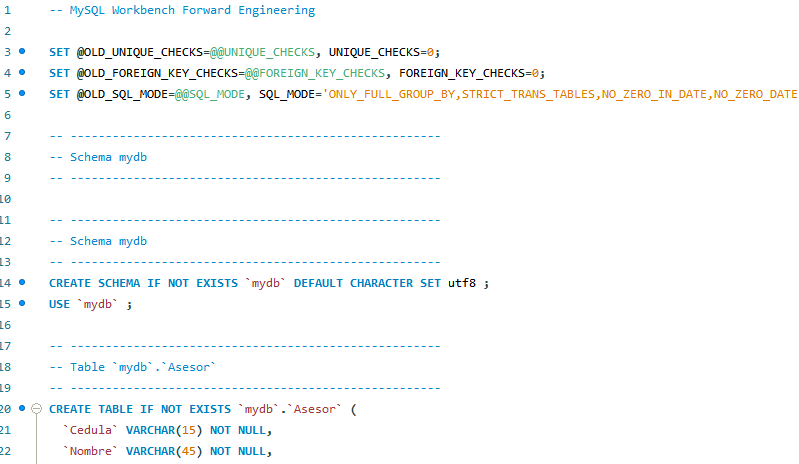 1 -- MySQL Workbench Forward Engineering
2
3 SET @OLD_UNIQUE_CHECKS=@@UNIQUE_CHECKS, UNIQUE_CHECKS=0;
4 SET @OLD_FOREIGN_KEY_CHECKS=@@FOREIGN_KEY_CHECKS, FOREIGN_KEY_CHECKS=0;
5 SET @OLD_SQL_MODE=@@SQL_MODE, SQL_MODE='ONLY_FULL_GROUP_BY,STRICT_TRANS_TABLES,NO_ZERO_IN_DATE,NO_ZERO_DATE
6
7 -- -----------------------------------------------------
8 -- Schema mydb
9 -- -----------------------------------------------------
10
11 -- -----------------------------------------------------
12 -- Schema mydb
13 -- -----------------------------------------------------
14 CREATE SCHEMA IF NOT EXISTS `mydb` DEFAULT CHARACTER SET utf8 ;
15 USE `mydb` ;
16
17 -- -----------------------------------------------------
18 -- Table `mydb`.`Asesor`
19 -- -----------------------------------------------------
20 CREATE TABLE IF NOT EXISTS `mydb`.`Asesor` (
21 `Cedula` VARCHAR(15) NOT NULL,
22 `Nombre` VARCHAR(45) NOT NULL,